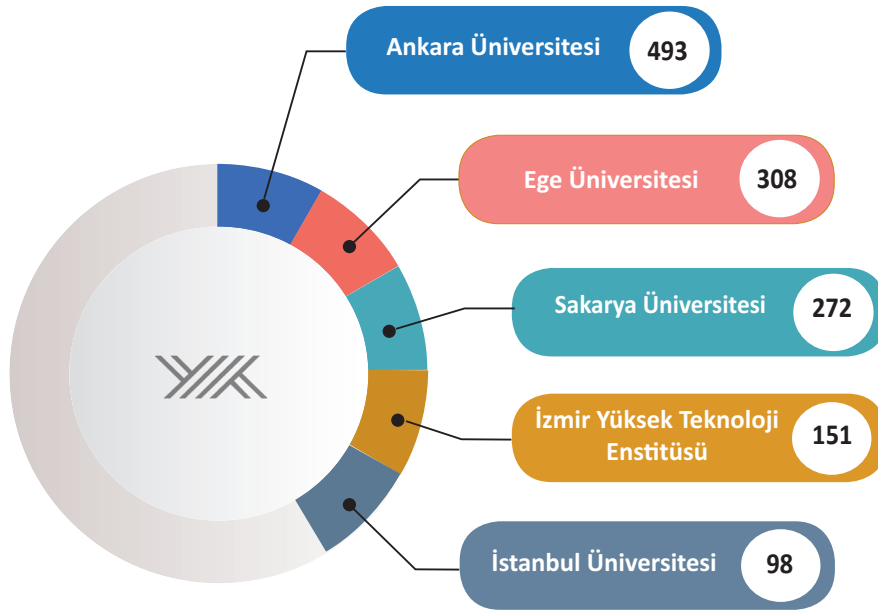 Ankara Üniversitesi 493
Ege Üniversitesi 308
Sakarya Üniversitesi 272
İzmir Yüksek Teknoloji
Enstitüsü 151
İstanbul Üniversitesi 98